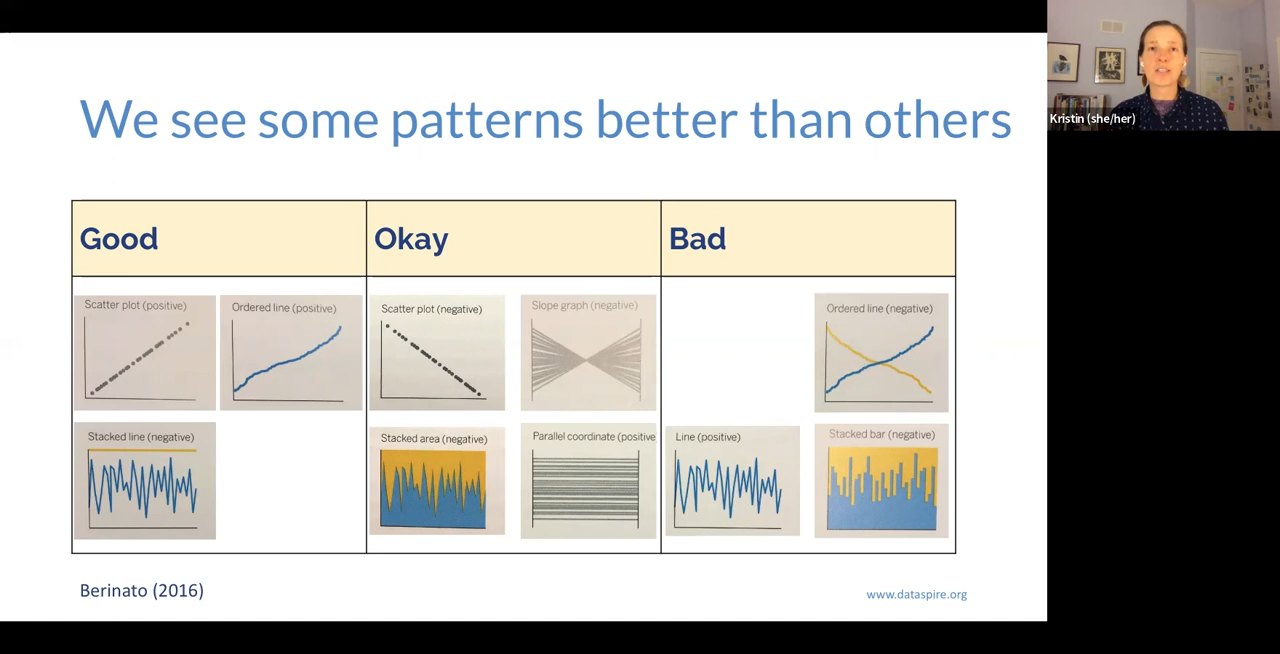 We see some patterns better than others
Kristin (she/her)
Good
Okay
Bad
Scatter plot (positive)
Ordered line (positive)
Scatter plot (negative)
Slope graph (negative)
Ordered line (negative)
Stacked line (negative)
Stacked area (negative)
Parallel coordinate (positive
Line (positive)
Stacked bar (negative)
Berinato (2016)
www.dataspire.org